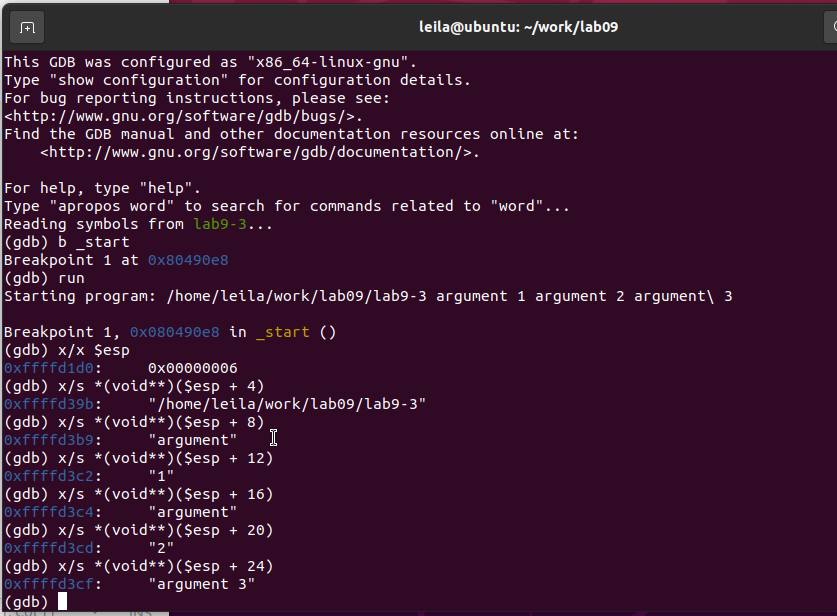 leila@ubuntu: ~/work/lab09
This GDB was configured as "x86_64-linux-gnu".
Type "show configuration" for configuration details.
For bug reporting instructions, please see:
<http://www.gnu.org/software/gdb/bugs/>.
Find the GDB manual and other documentation resources online at:
    <http://www.gnu.org/software/gdb/documentation/>.
For help, type "help".
Type "apropos word" to search for commands related to "word"...
Reading symbols from lab9-3...
(gdb) b _start
Breakpoint 1 at 0x80490e8
(gdb) run
Starting program: /home/leila/work/lab09/lab9-3 argument 1 argument 2 argument\ 3
Breakpoint 1, 0x080490e8 in _start ()
(gdb) x/x $esp
0xffffd1d0:     0x00000006
(gdb) x/s *(void**)($esp + 4)
0xffffd39b:     "/home/leila/work/lab09/lab9-3"
(gdb) x/s *(void**)($esp + 8)
0xffffd3b9:     "argument"
(gdb) x/s *(void**)($esp + 12)
0xffffd3c2:     "1"
(gdb) x/s *(void**)($esp + 16)
0xffffd3c4:     "argument"
(gdb) x/s *(void**)($esp + 20)
0xffffd3cd:     "2"
(gdb) x/s *(void**)($esp + 24)
0xffffd3cf:     "argument 3"
(gdb)